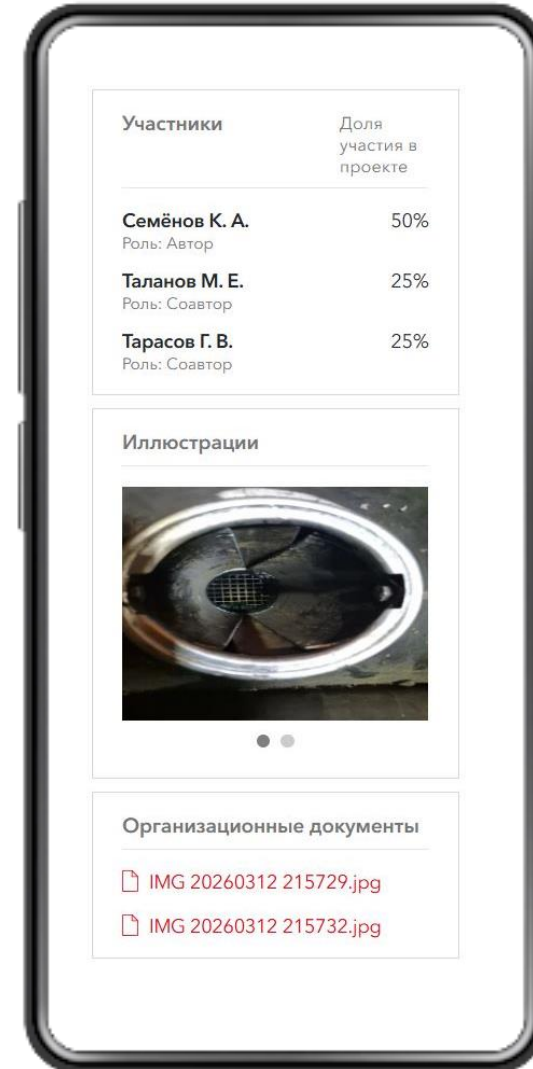 Участники
Доля
участия в
проекте
Семёнов К. А.
50%
Роль: Автор
Таланов М. Е.
25%
Роль: Соавтор
Тарасов Г. В.
25%
Роль: Соавтор
Иллюстрации
Организационные документы
IMG 20260312 215729.jpg
IMG 20260312 215732.jpg